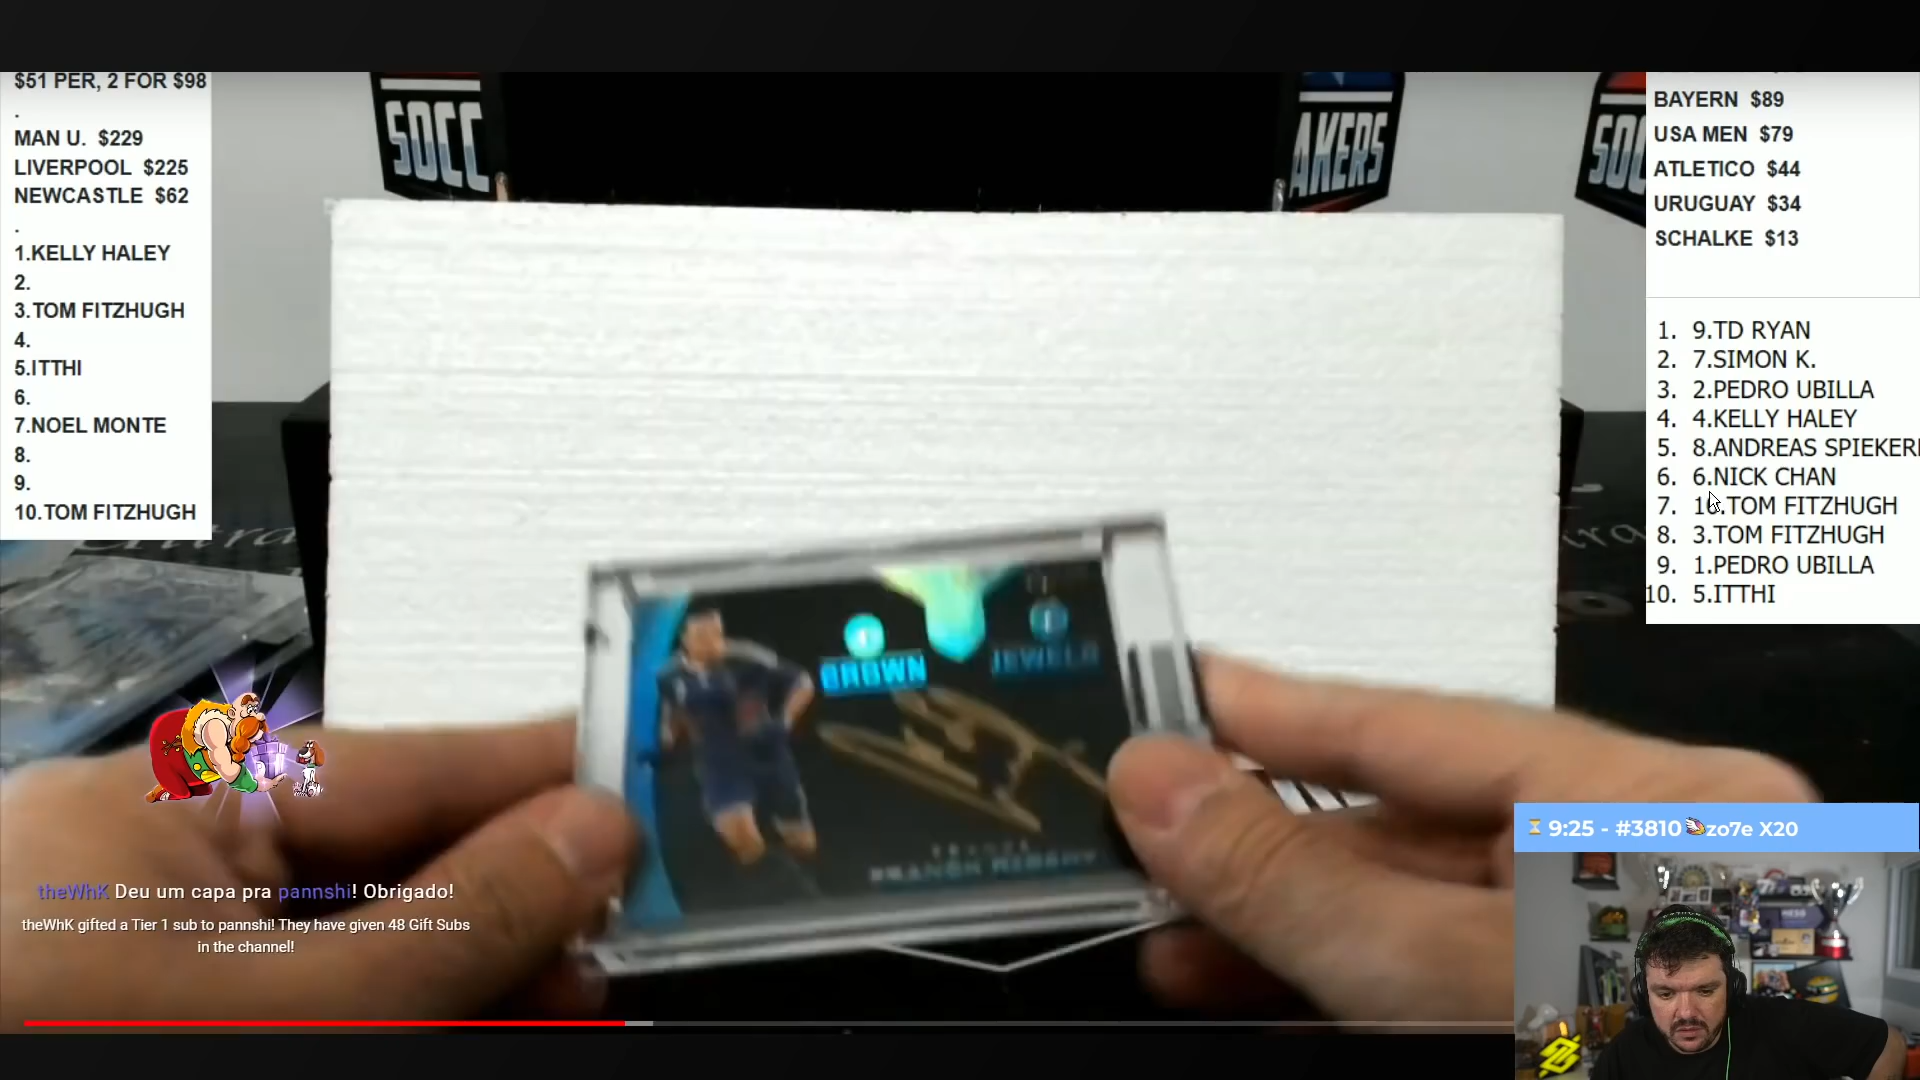 $51 PER, 2 FOR $98
.
MAN U. $229
LIVERPOOL $225
NEWCASTLE $62
.
1.KELLY HALEY
2.
3.TOM FITZHUGH
4.
5.ITTHI
6.
7.NOEL MONTE
8.
9.
10.TOM FITZHUGH
SOCC
AKERS
SOC
BAYERN $89
USA MEN $79
ATLETICO $44
URUGUAY $34
SCHALKE $13
1. 9.TD RYAN
2. 7.SIMON K.
3. 2.PEDRO UBILLA
4. 4.KELLY HALEY
5. 8.ANDREAS SPIEKER
6. 6.NICK CHAN
7. 10.TOM FITZHUGH
8. 3.TOM FITZHUGH
9. 1.PEDRO UBILLA
10. 5.ITTHI
JEWELS
FRANCE
theWhK Deu um capa pra pannshi! Obrigado!
theWhK gifted a Tier 1 sub to pannshi! They have given 48 Gift Subs
in the channel!
9:25 - #3810 zo7e X20